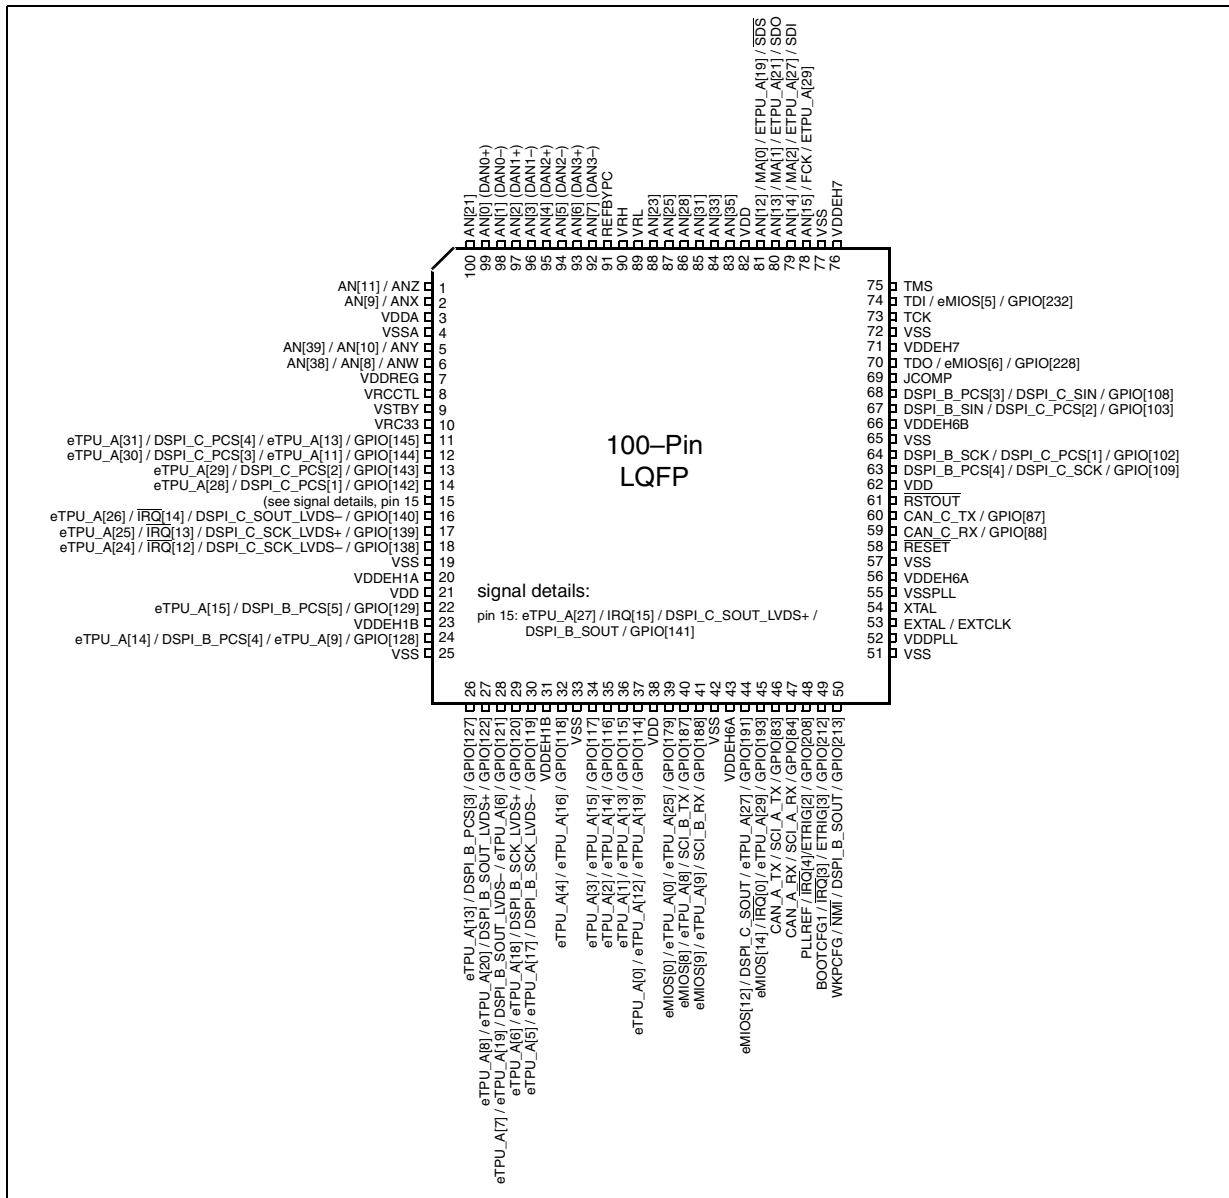 AN[21]
AN[0] (DAN0+)
AN[1] (DAN0–)
AN[2] (DAN1+)
AN[3] (DAN1–)
AN[4] (DAN2+)
AN[5] (DAN2–)
AN[6] (DAN3+)
AN[7] (DAN3–)
REFBYPC
VRH
VRL
AN[23]
AN[25]
AN[28]
AN[31]
AN[33]
AN[35]
VDD
AN[12] / MA[0] / ETPU_A[19] / SDS
AN[13] / MA[1] / ETPU_A[21] / SDO
AN[14] / MA[2] / ETPU_A[27] / SDI
AN[15] / FCK / ETPU_A[29]
VSS
VDDEH7
100 99 98 97 96 95 94 93 92 91 90 89 88 87 86 85 84 83 82 81 80 79 78 77 76
AN[11] / ANZ 1
AN[9] / ANX 2
VDDA 3
VSSA 4
AN[39] / AN[10] / ANY 5
AN[38] / AN[8] / ANW 6
VDDREG 7
VRCCTL 8
VSTBY 9
VRC33 10
eTPU_A[31] / DSPI_C_PCS[4] / eTPU_A[13] / GPIO[145] 11
eTPU_A[30] / DSPI_C_PCS[3] / eTPU_A[11] / GPIO[144] 12
eTPU_A[29] / DSPI_C_PCS[2] / GPIO[143] 13
eTPU_A[28] / DSPI_C_PCS[1] / GPIO[142] 14
(see signal details, pin 15 15
eTPU_A[26] / IRQ[14] / DSPI_C_SOUT_LVDS– / GPIO[140] 16
eTPU_A[25] / IRQ[13] / DSPI_C_SCK_LVDS+ / GPIO[139] 17
eTPU_A[24] / IRQ[12] / DSPI_C_SCK_LVDS– / GPIO[138] 18
VSS 19
VDDEH1A 20
VDD 21
eTPU_A[15] / DSPI_B_PCS[5] / GPIO[129] 22
VDDEH1B 23
eTPU_A[14] / DSPI_B_PCS[4] / eTPU_A[9] / GPIO[128] 24
VSS 25
100–Pin
LQFP
signal details:
pin 15: eTPU_A[27] / IRQ[15] / DSPI_C_SOUT_LVDS+ /
DSPI_B_SOUT / GPIO[141]
75 TMS
74 TDI / eMIOS[5] / GPIO[232]
73 TCK
72 VSS
71 VDDEH7
70 TDO / eMIOS[6] / GPIO[228]
69 JCOMP
68 DSPI_B_PCS[3] / DSPI_C_SIN / GPIO[108]
67 DSPI_B_SIN / DSPI_C_PCS[2] / GPIO[103]
66 VDDEH6B
65 VSS
64 DSPI_B_SCK / DSPI_C_PCS[1] / GPIO[102]
63 DSPI_B_PCS[4] / DSPI_C_SCK / GPIO[109]
62 VDD
61 RSTOUT
60 CAN_C_TX / GPIO[87]
59 CAN_C_RX / GPIO[88]
58 RESET
57 VSS
56 VDDEH6A
55 VSSPLL
54 XTAL
53 EXTAL / EXTCLK
52 VDDPLL
51 VSS
26 27 28 29 30 31 32 33 34 35 36 37 38 39 40 41 42 43 44 45 46 47 48 49 50
eTPU_A[13] / DSPI_B_PCS[3] / GPIO[127]
eTPU_A[8] / eTPU_A[20] / DSPI_B_SOUT_LVDS+ / GPIO[122]
eTPU_A[7] / eTPU_A[19] / DSPI_B_SOUT_LVDS– / eTPU_A[6] / GPIO[121]
eTPU_A[6] / eTPU_A[18] / DSPI_B_SCK_LVDS+ / GPIO[120]
eTPU_A[5] / eTPU_A[17] / DSPI_B_SCK_LVDS– / GPIO[119]
VDDEH1B
eTPU_A[4] / eTPU_A[16] / GPIO[118]
VSS
eTPU_A[3] / eTPU_A[15] / GPIO[117]
eTPU_A[2] / eTPU_A[14] / GPIO[116]
eTPU_A[1] / eTPU_A[13] / GPIO[115]
eTPU_A[0] / eTPU_A[12] / eTPU_A[19] / GPIO[114]
VDD
eMIOS[0] / eTPU_A[0] / eTPU_A[25] / GPIO[179]
eMIOS[8] / eTPU_A[8] / SCI_B_TX / GPIO[187]
eMIOS[9] / eTPU_A[9] / SCI_B_RX / GPIO[188]
VSS
VDDEH6A
eMIOS[12] / DSPI_C_SOUT / eTPU_A[27] / GPIO[191]
eMIOS[14] / IRQ[0] / eTPU_A[29] / GPIO[193]
CAN_A_TX / SCI_A_TX / GPIO[83]
CAN_A_RX / SCI_A_RX / GPIO[84]
PLLREF / IRQ[4]/ETRIG[2] / GPIO[208]
BOOTCFG1 / IRQ[3] / ETRIG[3] / GPIO[212]
WKPCFG / NMI / DSPI_B_SOUT / GPIO[213]